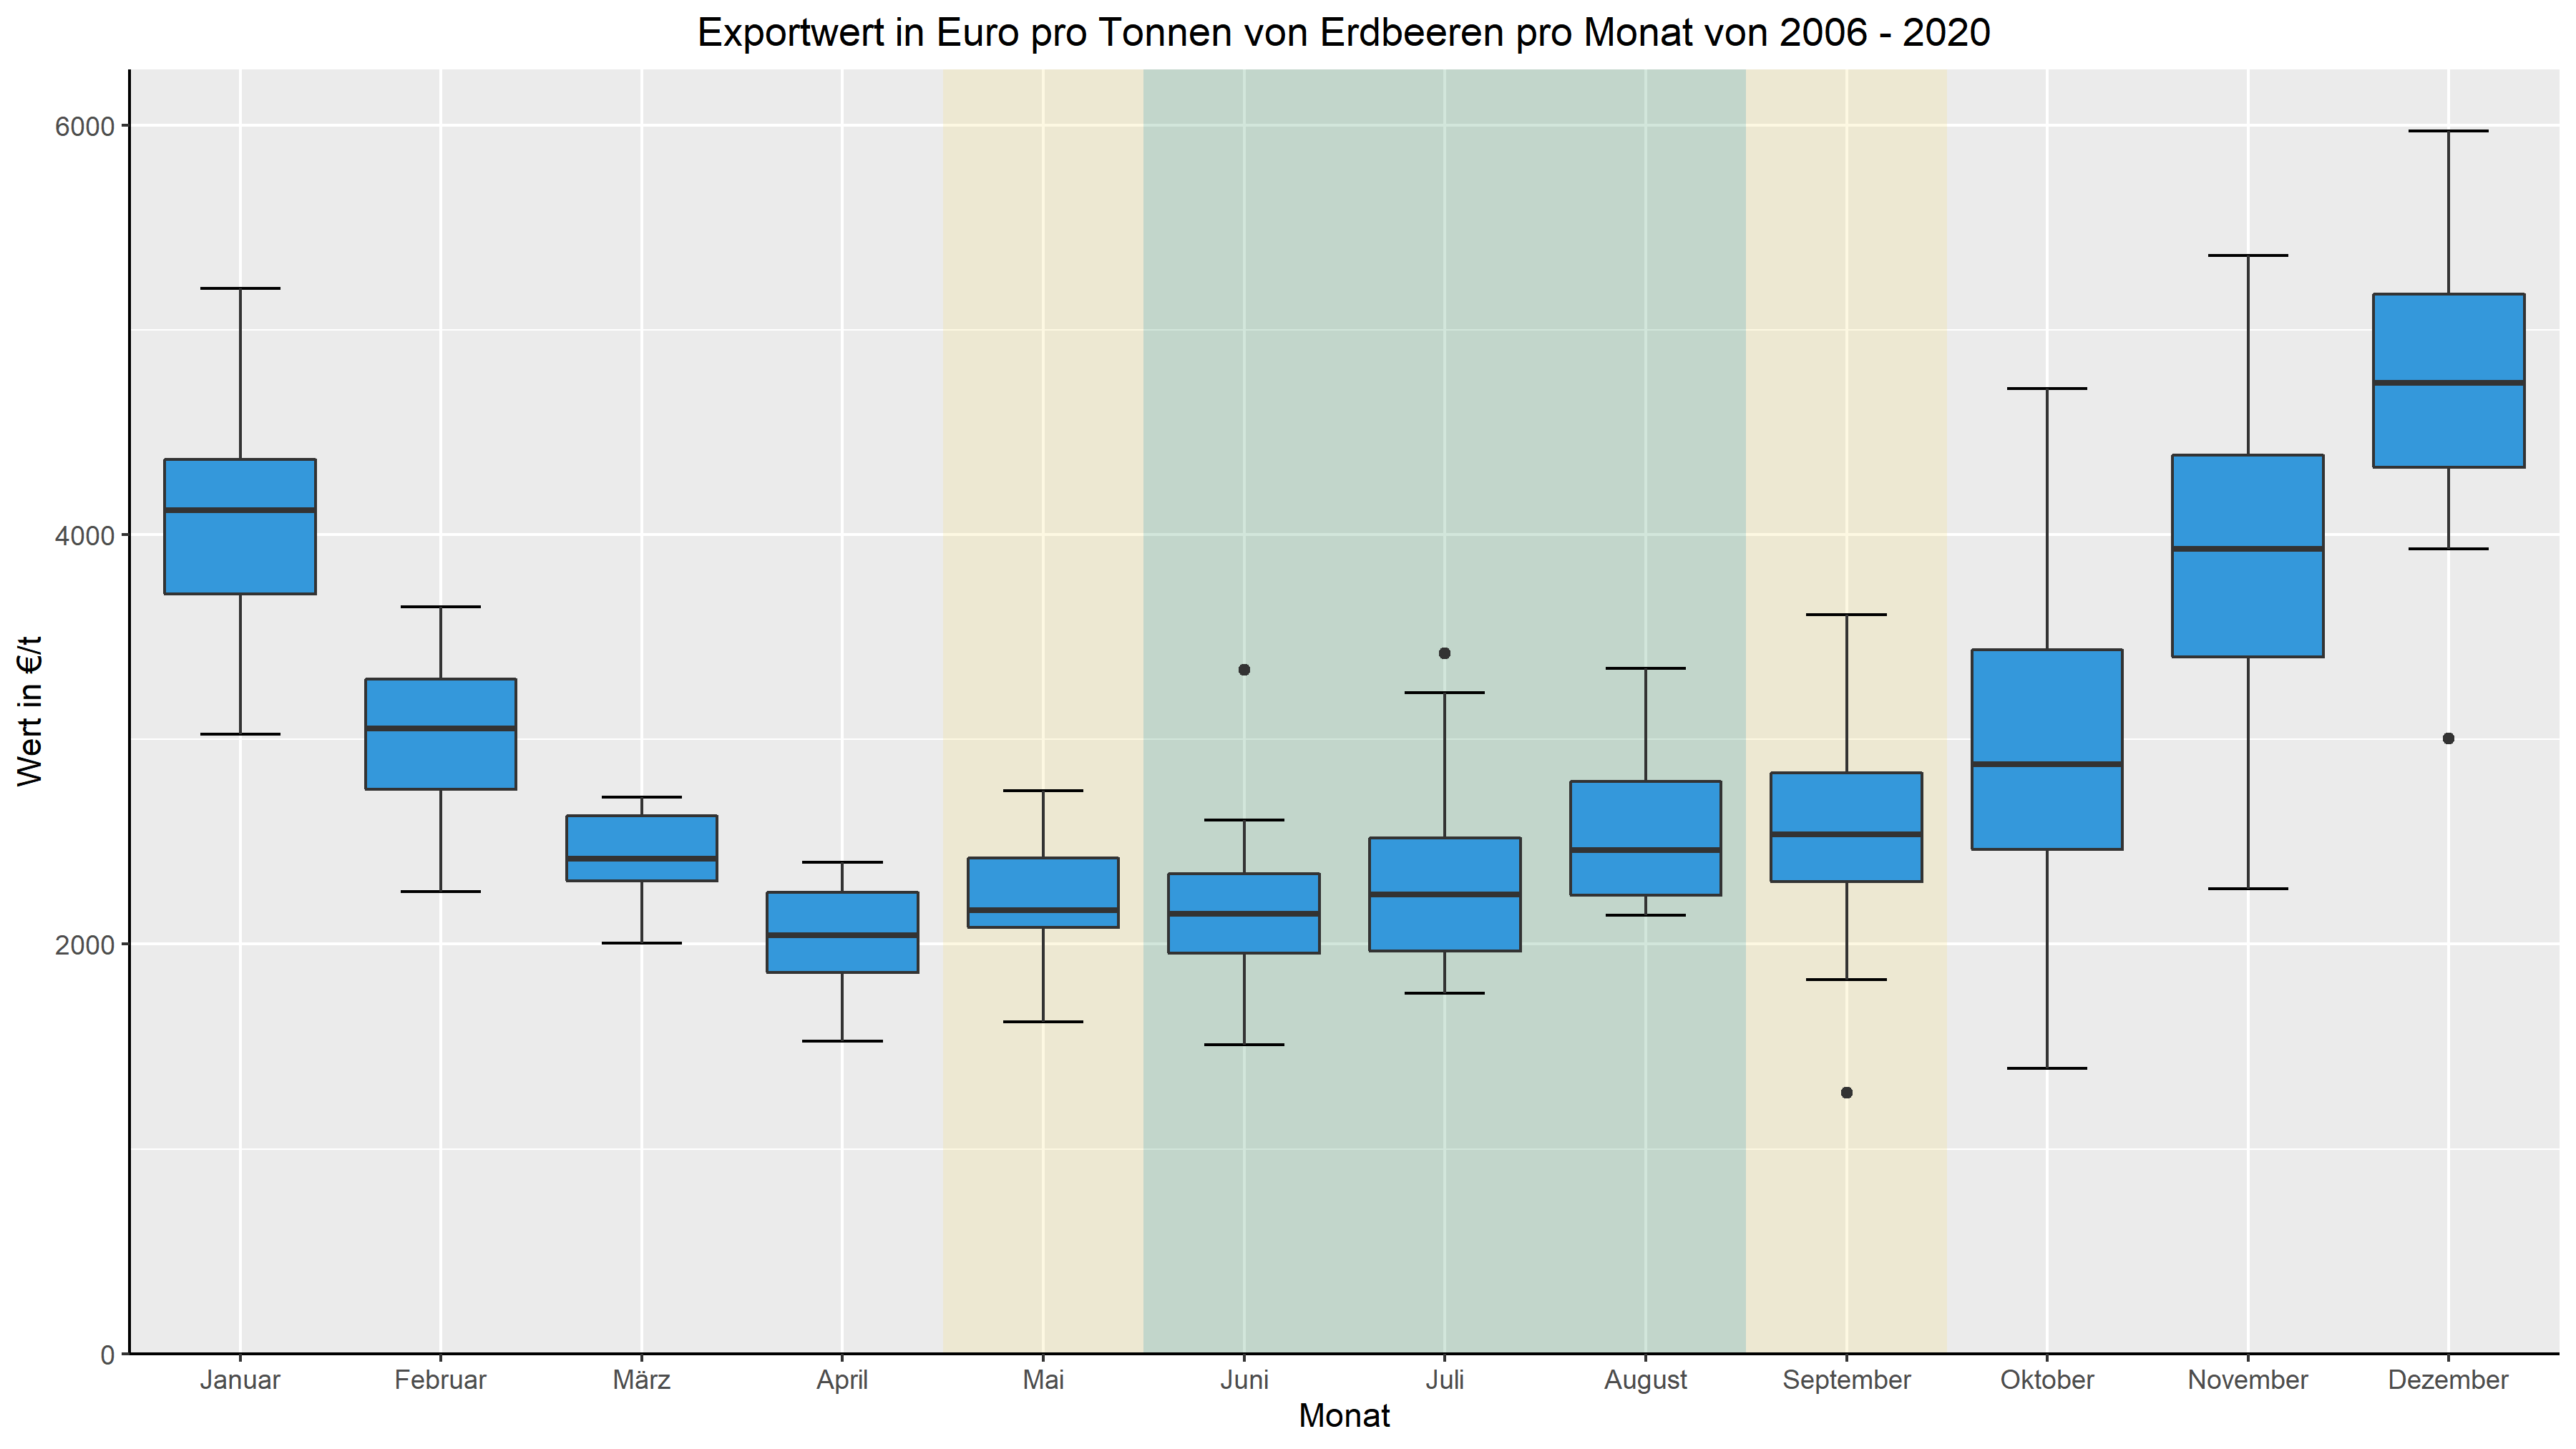 Exportwert in Euro pro Tonnen von Erdbeeren pro Monat von 2006 - 2020
Wert in €/t
6000
4000
2000
0
Januar Februar März April Mai Juni Juli August September Oktober November Dezember
Monat